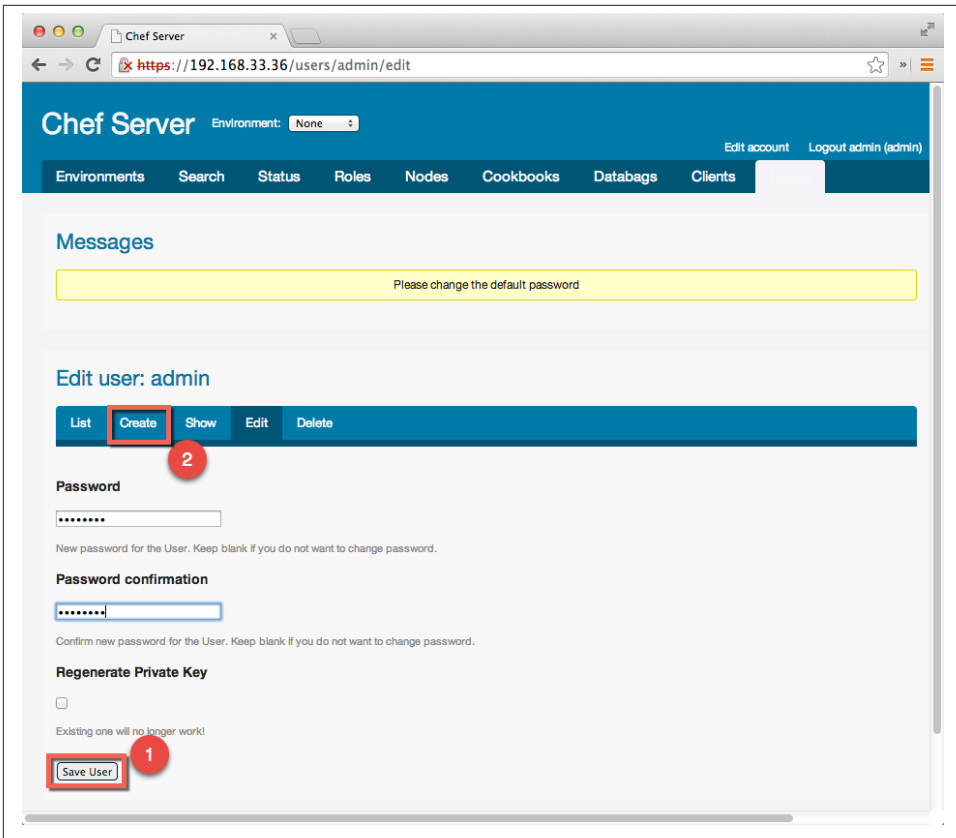 Chef Server
https://192.168.33.36/users/admin/edit
Chef Server Environment: None
Edit account Logout admin (admin)
Environments Search Status Roles Nodes Cookbooks Databags Clients
Messages
Please change the default password
Edit user: admin
List Create Show Edit Delete
2
Password
New password for the User. Keep blank if you do not want to change password.
Password confirmation
Confirm new password for the User. Keep blank if you do not want to change password.
Regenerate Private Key
Existing one will no longer work!
1
Save User